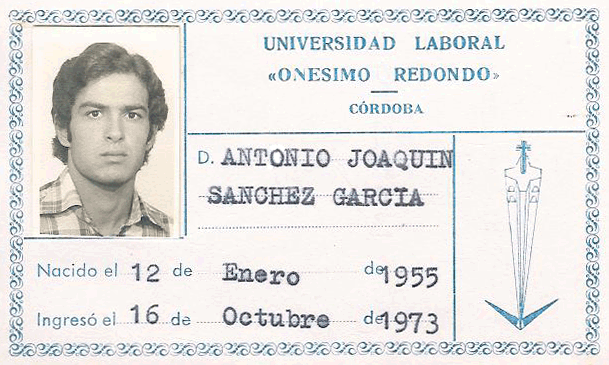 UNIVERSIDAD LABORAL
«ONESIMO REDONDO»
CÓRDOBA
D. ANTONIO JOAQUIN
SANCHEZ GARCIA
Nacido el 12 de Enero de 1955
Ingresó el 16 de Octubre de 1973